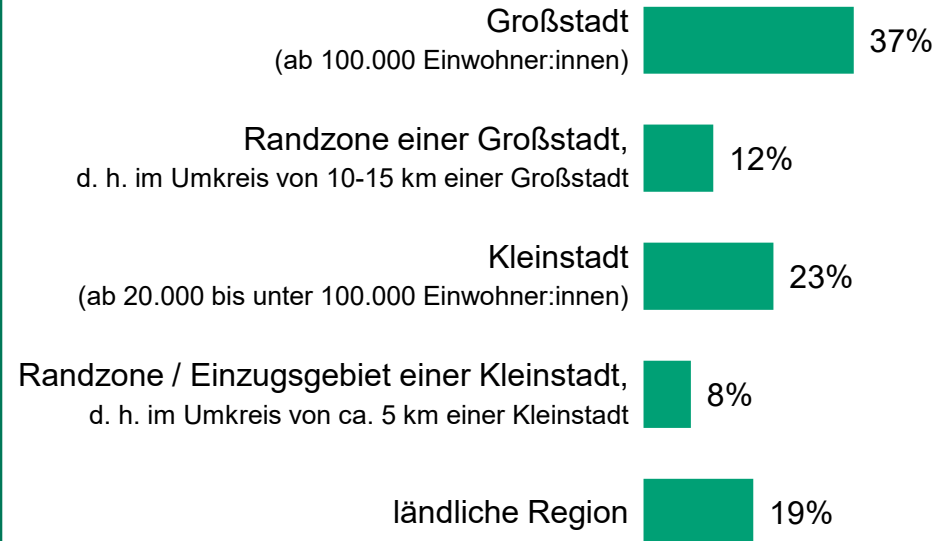 Großstadt
(ab 100.000 Einwohner:innen)
37%
Randzone einer Großstadt,
d. h. im Umkreis von 10-15 km einer Großstadt
12%
Kleinstadt
(ab 20.000 bis unter 100.000 Einwohner:innen)
23%
Randzone / Einzugsgebiet einer Kleinstadt,
d. h. im Umkreis von ca. 5 km einer Kleinstadt
8%
ländliche Region
19%